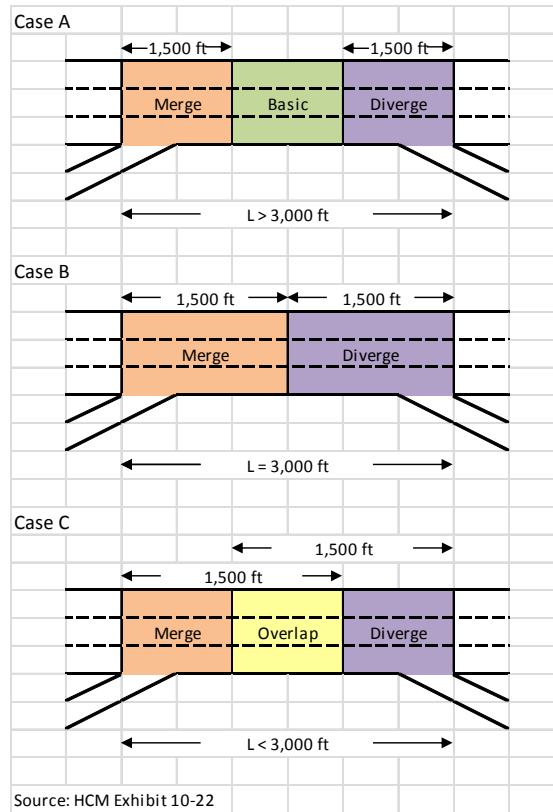 Case A
1,500 ft 1,500 ft
Merge Basic Diverge
L > 3,000 ft
Case B
1,500 ft 1,500 ft
Merge Diverge
L = 3,000 ft
Case C
1,500 ft
1,500 ft
Merge Overlap Diverge
L < 3,000 ft
Source: HCM Exhibit 10-22